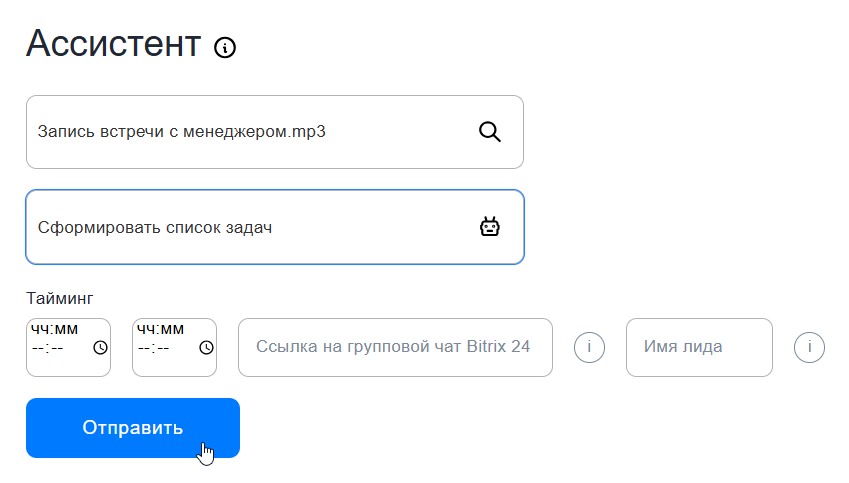 Ассистент
Запись встречи с менеджером.mp3
Сформировать список задач
Тайминг
чч:мм чч:мм
--:-- --:-- Ссылка на групповой чат Bitrix 24 i Имя лида i
Отправить